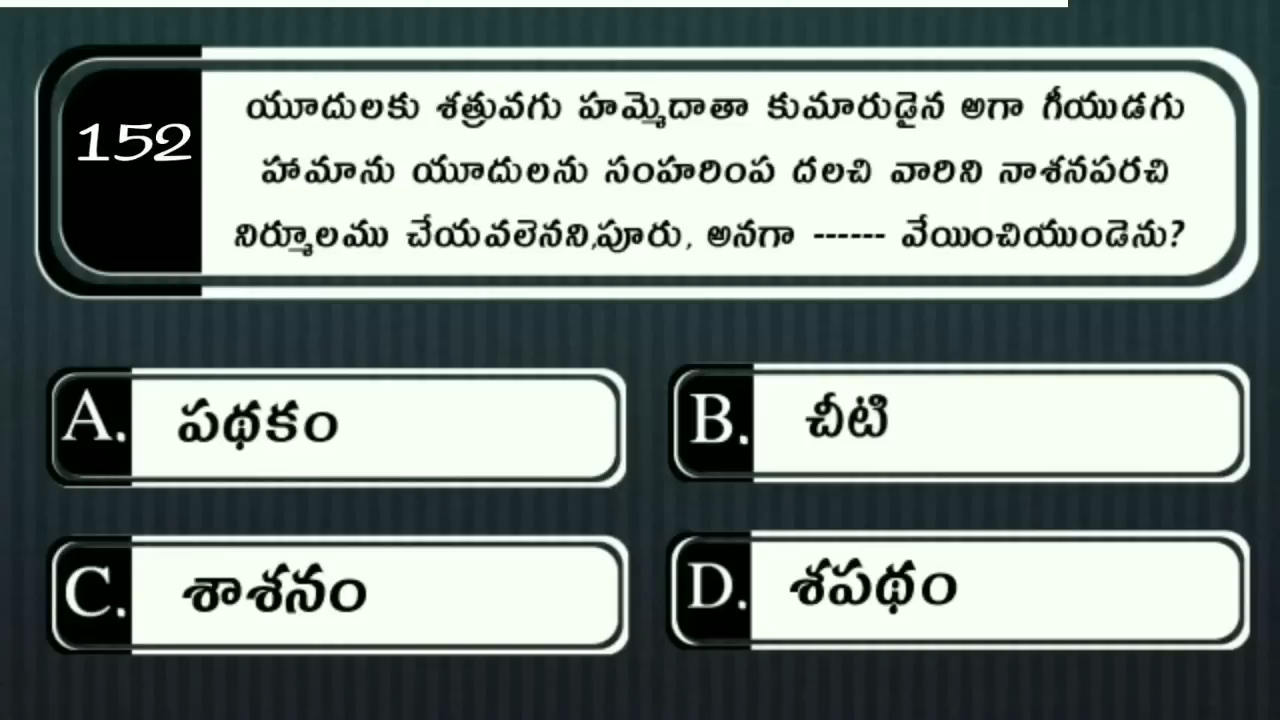 152
యూదులకు శత్రువగు హమ్మెదాతా కుమారుడైన అగా గీయుడగు
హామాను యూదులను సంహరింప దలచి వారిని నాశనపరచి
నిర్మూలము చేయవలెనని,పూరు, అనగా ------ వేయించియుండెను?
A. పథకం
B. చీటి
C. శాశనం
D. శపథం